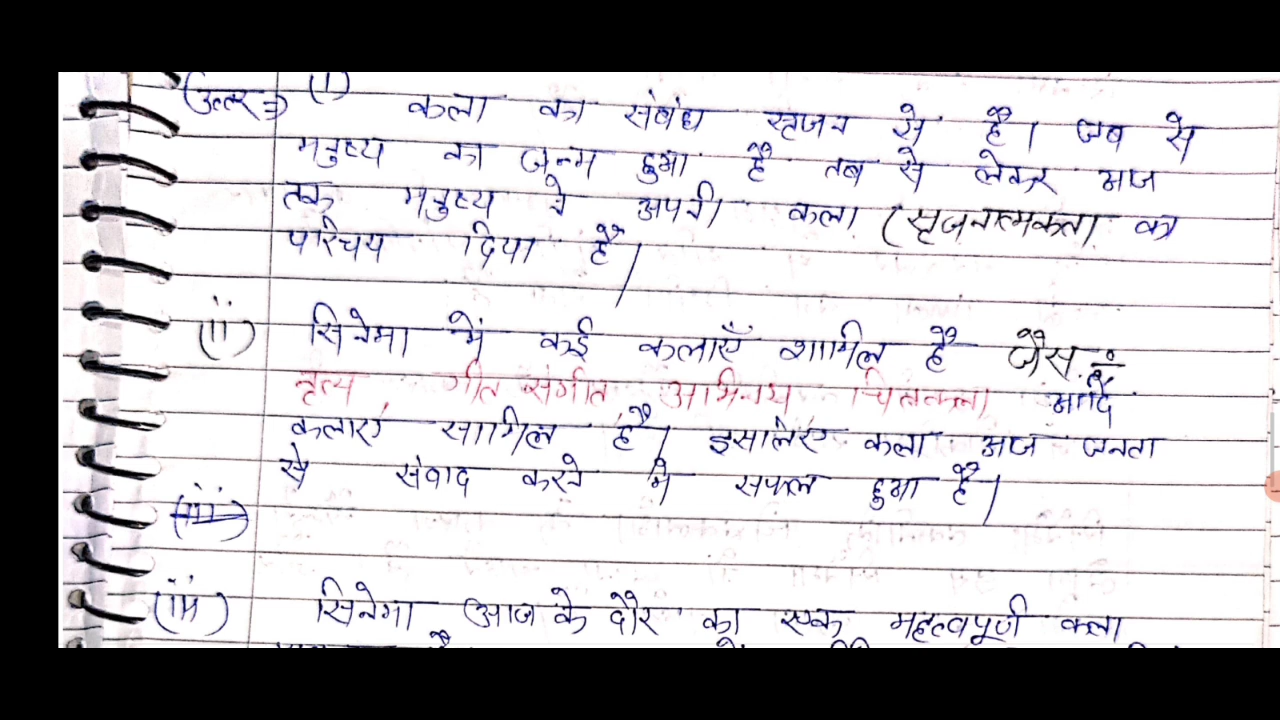 (उत्तर⇒ (i) कला का संबंध सृजन से है। जब से
मनुष्य का जन्म हुआ है तब से लेकर आज
तक मनुष्य ने अपनी कला (सृजनात्मकता का
परिचय दिया है।
(ii) सिनेमा में कई कलाएँ शामिल है जैसे:-
नृत्य गीत संगीत अभिनय चित्रकला आदि
कलाएं सामिल है। इसलिए कला आज जनता
से संवाद करने में सफल हुआ है।
(iii)
(iii) सिनेमा आज के दौर का एक महत्वपूर्ण कला